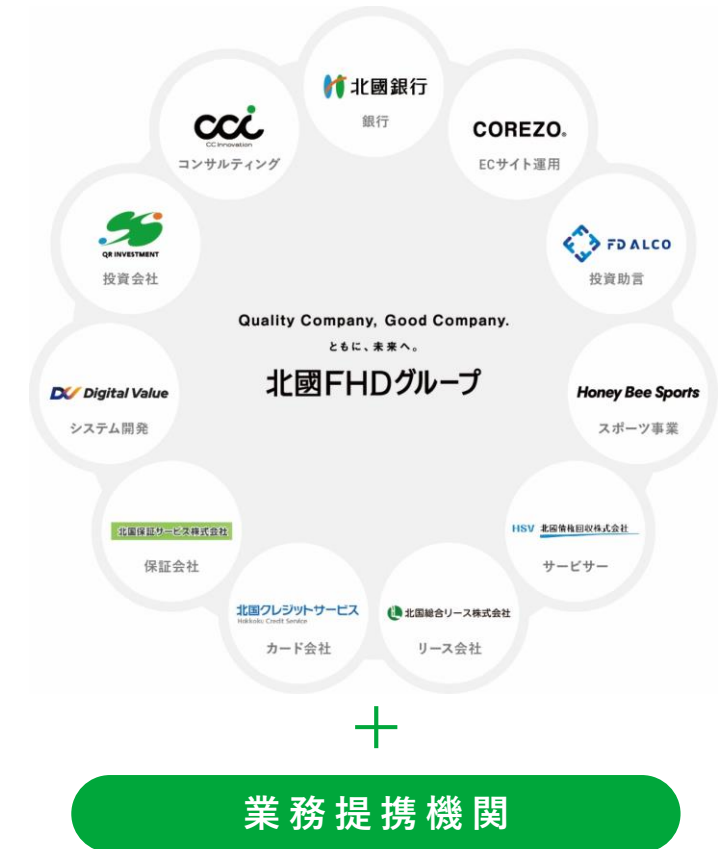 北國銀行
銀行
CCI
CC Innovation
コンサルティング
COREZO.
ECサイト運用
QR INVESTMENT
投資会社
FDALCO
投資助言
Quality Company, Good Company.
ともに、未来へ。
北國FHDグループ
Digital Value
システム開発
Honey Bee Sports
スポーツ事業
北国保証サービス株式会社
保証会社
HSV 北国債権回収株式会社
サービサー
北国クレジットサービス
Hokkoku Credit Service
カード会社
北国総合リース株式会社
リース会社
+
業務提携機関